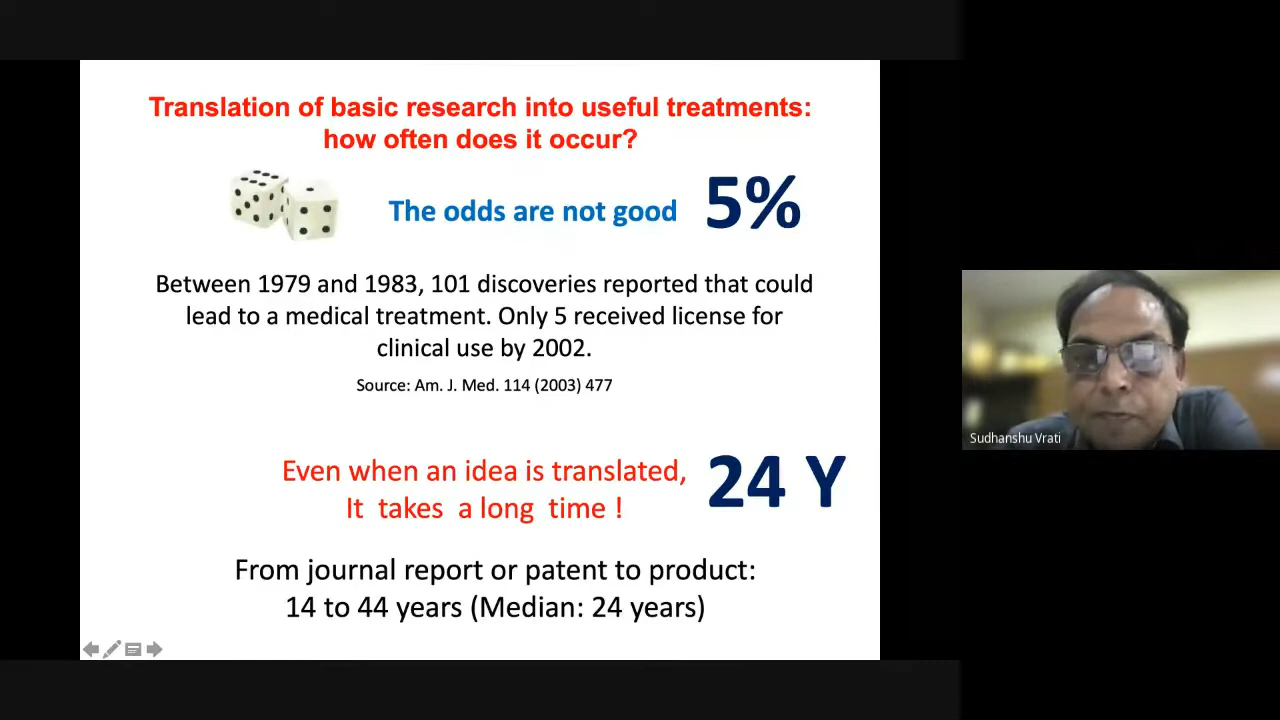 Translation of basic research into useful treatments:
how often does it occur?
The odds are not good 5%
Between 1979 and 1983, 101 discoveries reported that could
lead to a medical treatment. Only 5 received license for
clinical use by 2002.
Source: Am. J. Med. 114 (2003) 477
Even when an idea is translated,
It takes a long time !
24 Y
From journal report or patent to product:
14 to 44 years (Median: 24 years)
Sudhanshu Vrati